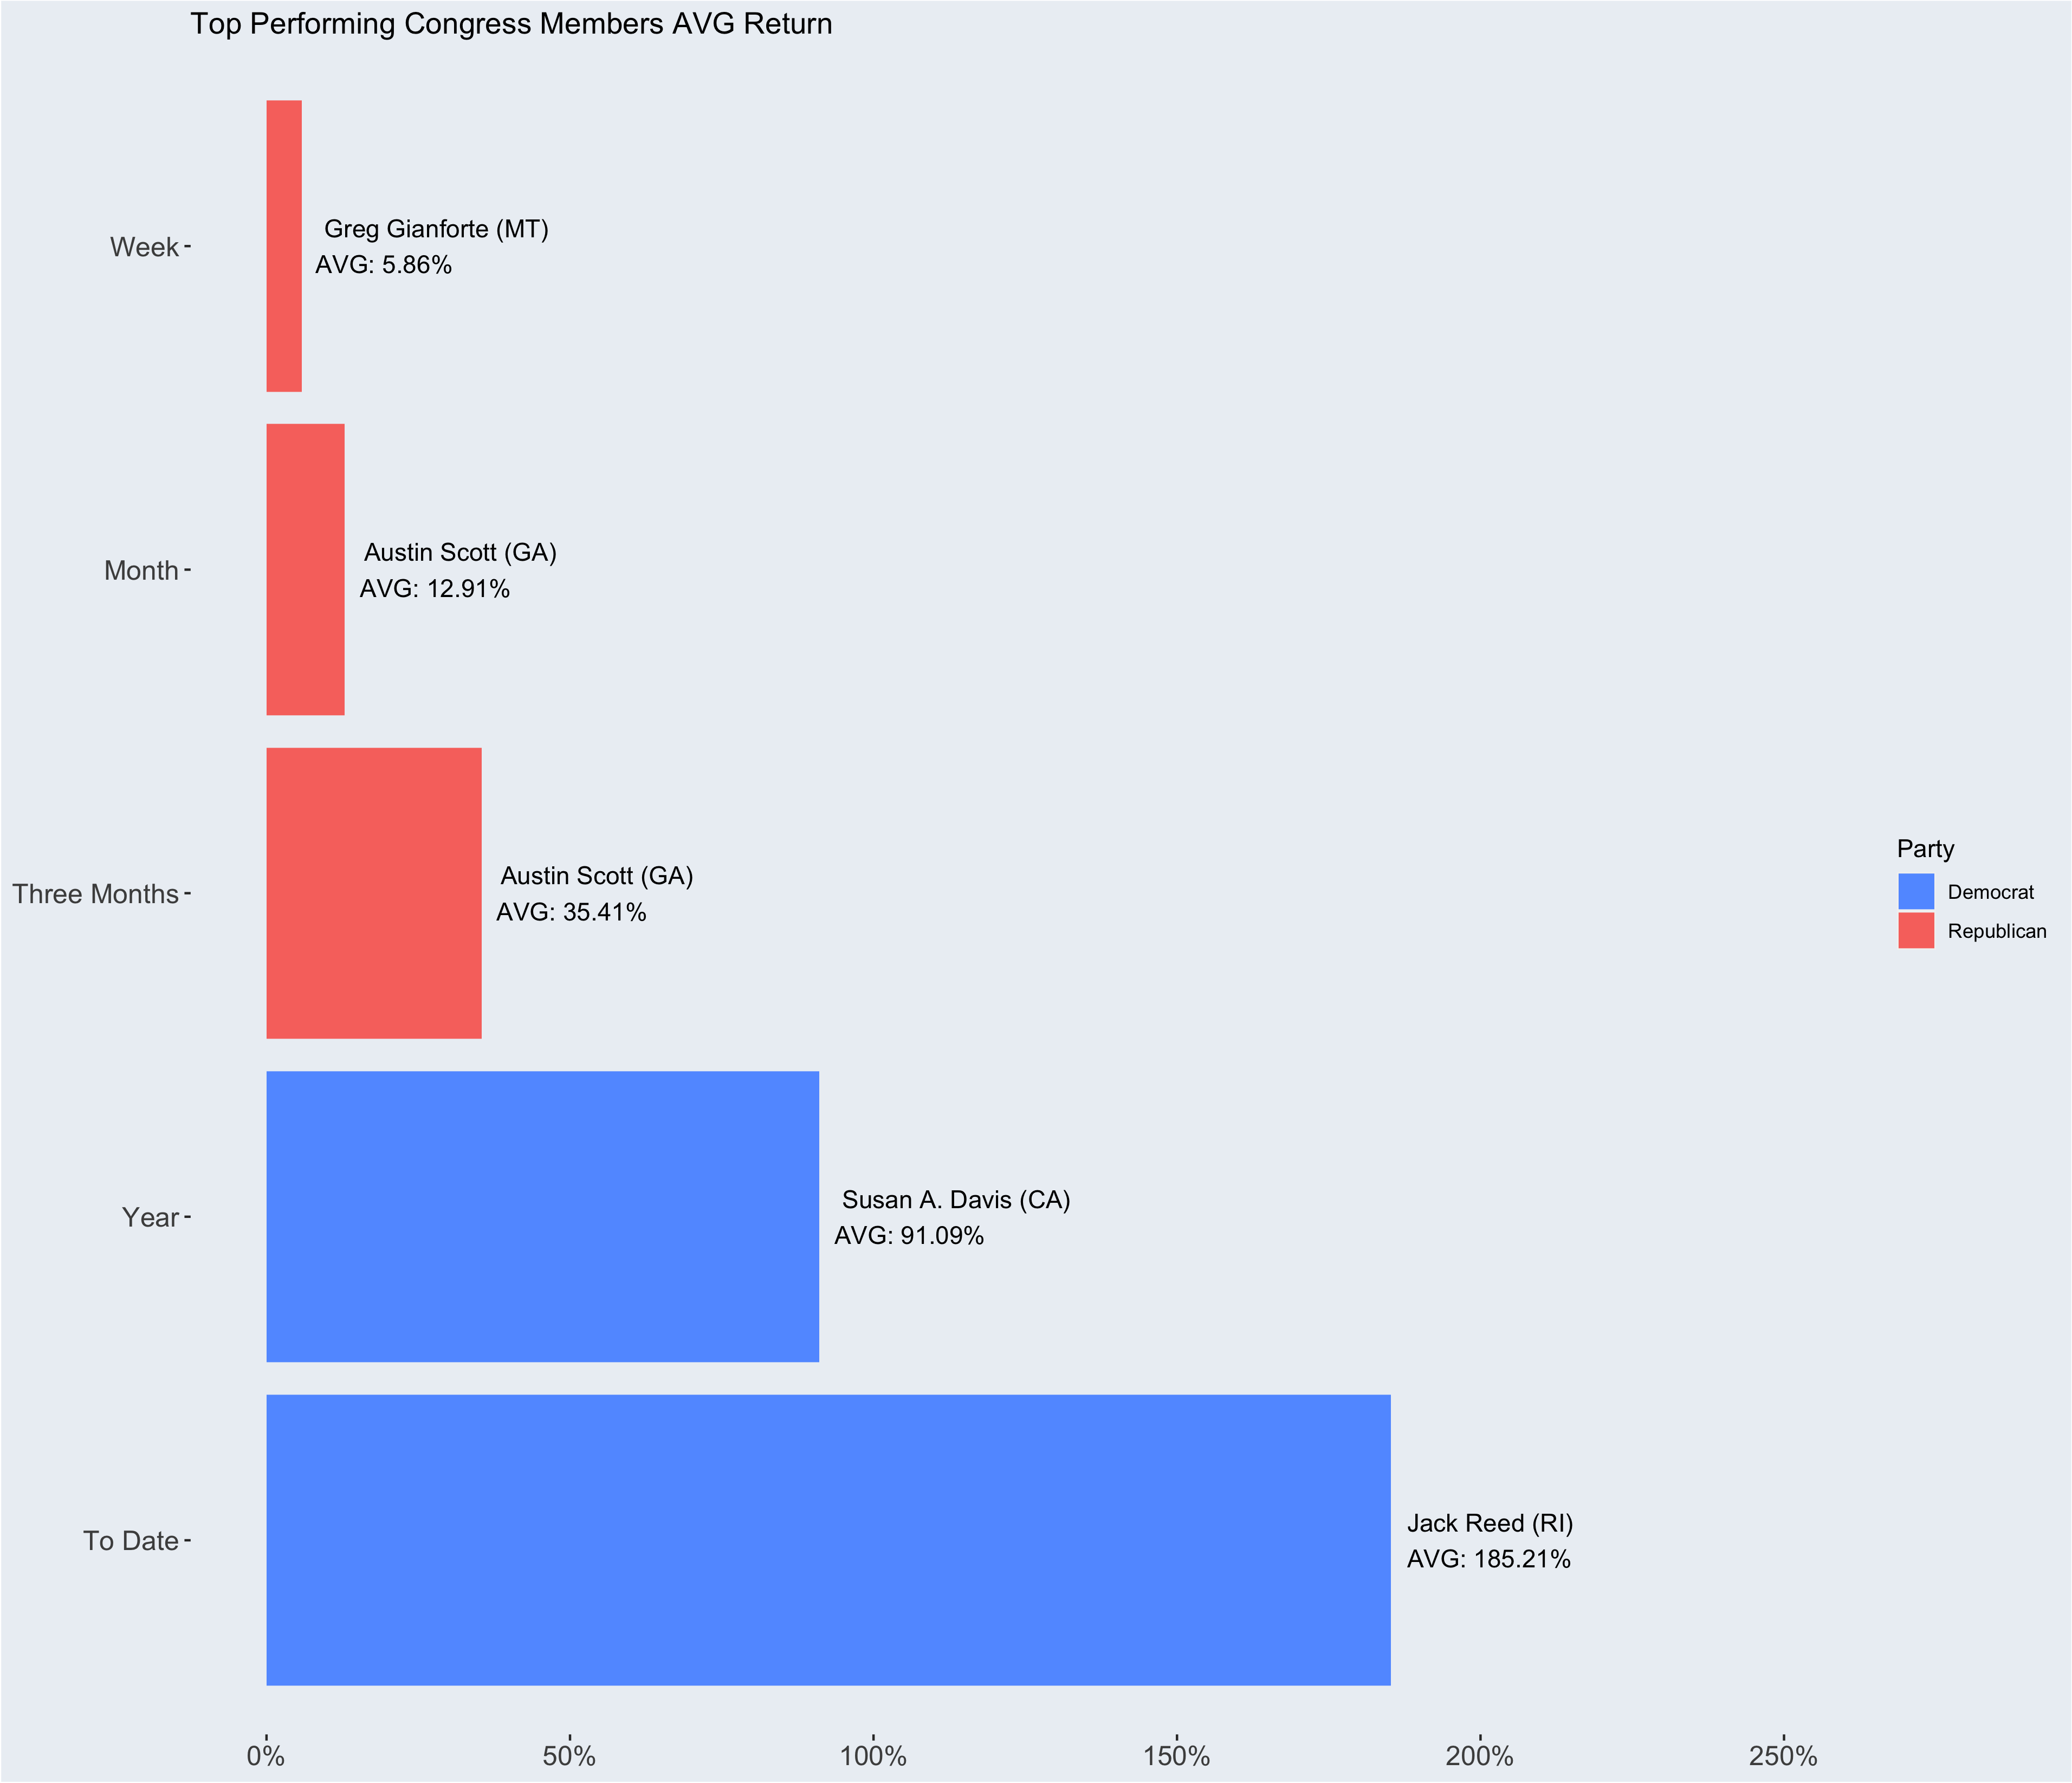 Top Performing Congress Members AVG Return
Week
Greg Gianforte (MT)
AVG: 5.86%
Month
Austin Scott (GA)
AVG: 12.91%
Three Months
Austin Scott (GA)
AVG: 35.41%
Year
Susan A. Davis (CA)
AVG: 91.09%
To Date
Jack Reed (RI)
AVG: 185.21%
0% 50% 100% 150% 200% 250%
Party
Democrat
Republican